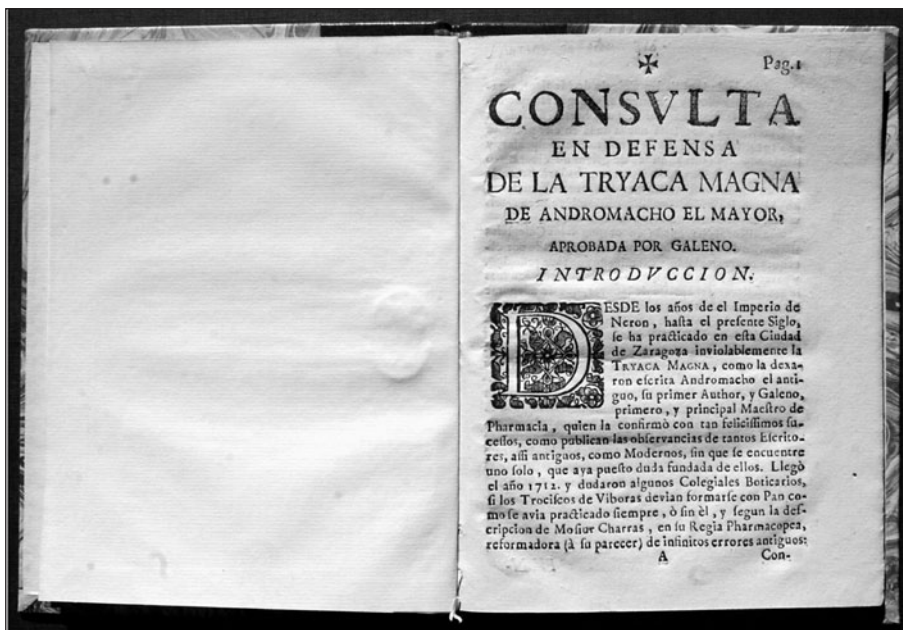 Pag.1
CONSVLTA
EN DEFENSA
DE LA TRYACA MAGNA
DE ANDROMACHO EL MAYOR,
APROBADA POR GALENO.
INTRODVCCION.
DESDE los años de el Imperio de
Neron, haſta el preſente Siglo,
ſe ha practicado en eſta Ciudad
de Zaragoza inviolablemente la
TRYACA MAGNA, como la dexa-
ron eſcrita Andromacho el anti-
guo, ſu primer Author, y Galeno,
primero, y principal Maeſtro de
Pharmacia, quien la confirmò con tan feliciſſimos ſu-
ceſſos, como publican las obſervancias de tantos Eſcrito-
res, aſſi antiguos, como Modernos, ſin que ſe encuentre
uno ſolo, que aya pueſto duda fundada de ellos. Llegò
el año 1712. y dudaron algunos Colegiales Boticarios,
ſi los Trociſcos de Viboras devian formarſe con Pan co-
mo ſe avia practicado ſiempre, ò ſin èl, y ſegun la deſ-
cripcion de Moſiur Charras, en ſu Regia Pharmacopea,
reformadora (à ſu parecer) de infinitos errores antiguos:
A Con-